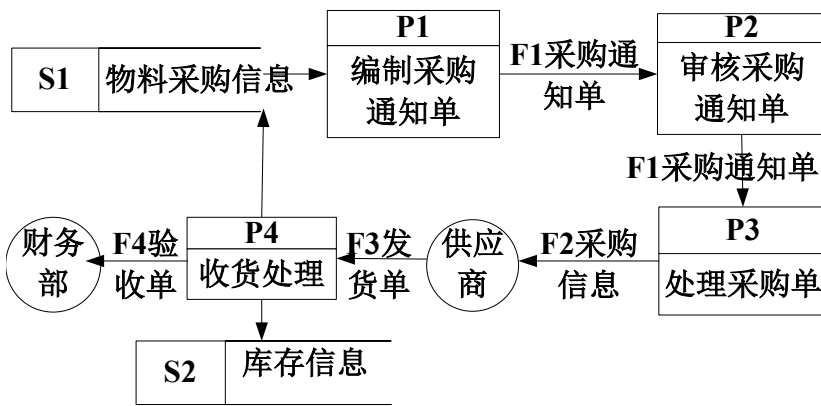 P1
P2
S1
物料采购信息
编制采购
通知单
F1采购通
知单
审核采购
通知单
F1采购通知单
财务
部
F4验
收单
P4
收货处理
F3发
货单
供应
商
F2采购
信息
P3
处理采购单
S2
库存信息